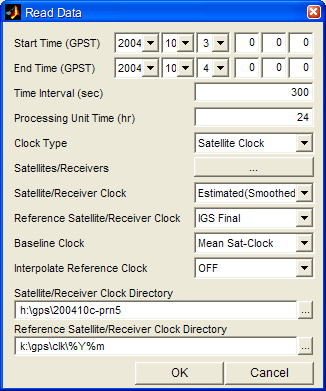 Read Data
Start Time (GPST) 2004 10 3 0 0 0
End Time (GPST) 2004 10 4 0 0 0
Time Interval (sec) 300
Processing Unit Time (hr) 24
Clock Type Satellite Clock
Satellites/Receivers ...
Satellite/Receiver Clock Estimated(Smoothed
Reference Satellite/Receiver Clock IGS Final
Baseline Clock Mean Sat-Clock
Interpolate Reference Clock OFF
Satellite/Receiver Clock Directory
h:\gps\200410c-prn5 ...
Reference Satellite/Receiver Clock Directory
k:\gps\clk\%Y%m ...
OK Cancel